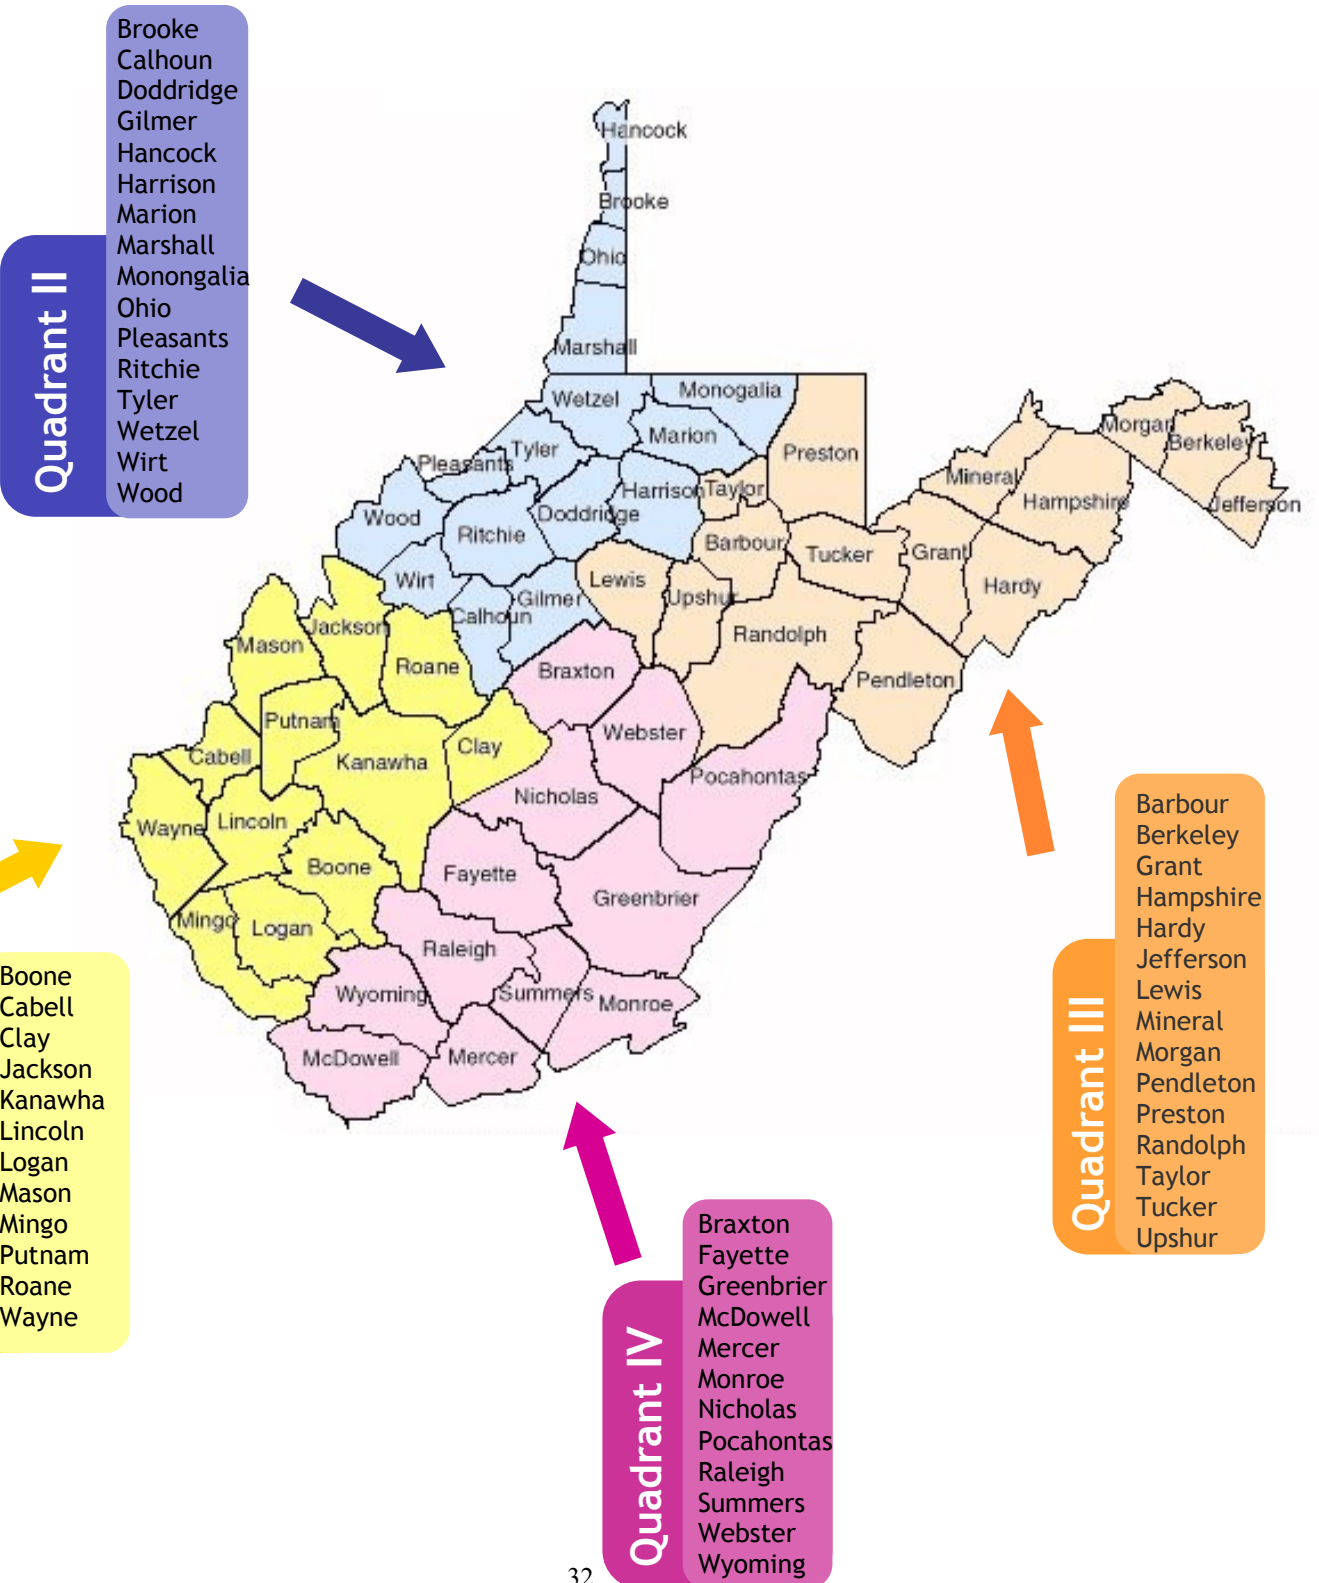 Brooke
Calhoun
Doddridge
Gilmer
Hancock
Harrison
Marion
Marshall
Monongalia
Ohio
Pleasants
Ritchie
Tyler
Wetzel
Wirt
Wood
Quadrant II
Hancock
Brooke
Ohio
Marshall
Wetzel
Monogalia
Marion
Tyler
Pleasants
Preston
Morgan
Berkeley
Mineral
Hampshire
Jefferson
Harrison
Taylor
Wood
Doddridge
Ritchie
Barbour
Tucker
Grant
Hardy
Wirt
Lewis
Upshur
Gilmer
Calhoun
Jackson
Mason
Roane
Randolph
Braxton
Pendleton
Putnam
Webster
Clay
Cabell
Kanawha
Pocahontas
Nicholas
Wayne
Lincoln
Boone
Fayette
Greenbrier
Mingo
Logan
Raleigh
Wyoming
Summers
Monroe
McDowell
Mercer
Boone
Cabell
Clay
Jackson
Kanawha
Lincoln
Logan
Mason
Mingo
Putnam
Roane
Wayne
Quadrant III
Barbour
Berkeley
Grant
Hampshire
Hardy
Jefferson
Lewis
Mineral
Morgan
Pendleton
Preston
Randolph
Taylor
Tucker
Upshur
Quadrant IV
Braxton
Fayette
Greenbrier
McDowell
Mercer
Monroe
Nicholas
Pocahontas
Raleigh
Summers
Webster
Wyoming
32